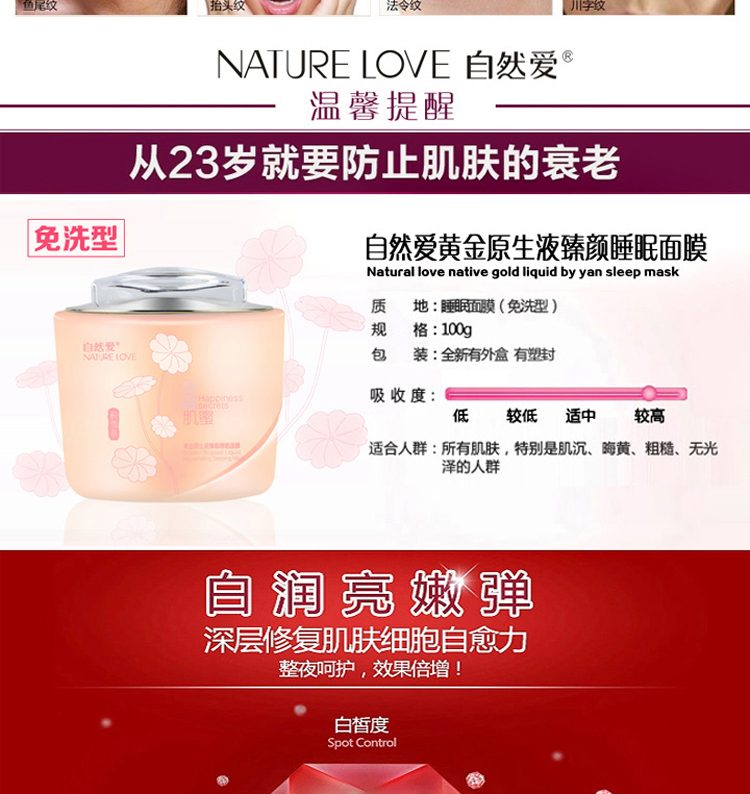 鱼尾纹 抬头纹 法令纹 川字纹
NATURE LOVE 自然爱®
温馨提醒
从23岁就要防止肌肤的衰老
免洗型
自然爱黄金原生液臻颜睡眠面膜
Natural love native gold liquid by yan sleep mask
质 地：睡眠面膜（免洗型）
规 格：100g
包 装：全新有外盒 有塑封
吸收度：
低 较低 适中 较高
适合人群：所有肌肤，特别是肌沉、晦黄、粗糙、无光
泽的人群
自然爱®
NATURE LOVE
Happiness
secrets
肌蜜
白润亮嫩弹
深层修复肌肤细胞自愈力
整夜呵护，效果倍增！
白皙度
Spot Control